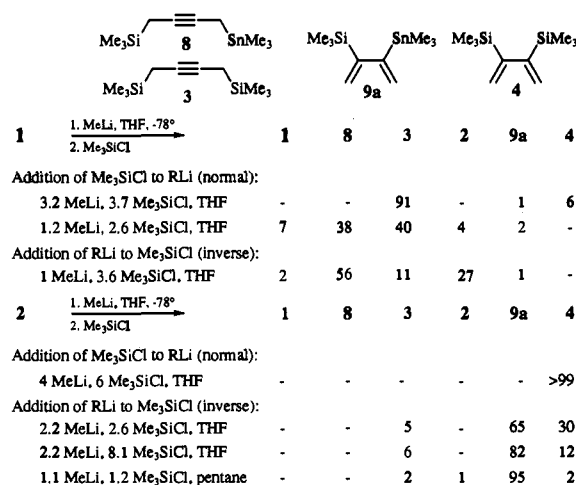 Me3Si 8 SnMe3
Me3Si 3 SiMe3
Me3Si SnMe3
9a
Me3Si SiMe3
4
1 1. MeLi, THF, -78° 2. Me3SiCl 1 8 3 2 9a 4
Addition of Me3SiCl to RLi (normal):
3.2 MeLi, 3.7 Me3SiCl, THF - - 91 - 1 6
1.2 MeLi, 2.6 Me3SiCl, THF 7 38 40 4 2 -
Addition of RLi to Me3SiCl (inverse):
1 MeLi, 3.6 Me3SiCl, THF 2 56 11 27 1 -
2 1. MeLi, THF, -78° 2. Me3SiCl 1 8 3 2 9a 4
Addition of Me3SiCl to RLi (normal):
4 MeLi, 6 Me3SiCl, THF - - - - - >99
Addition of RLi to Me3SiCl (inverse):
2.2 MeLi, 2.6 Me3SiCl, THF - - 5 - 65 30
2.2 MeLi, 8.1 Me3SiCl, THF - - 6 - 82 12
1.1 MeLi, 1.2 Me3SiCl, pentane - - 2 1 95 2